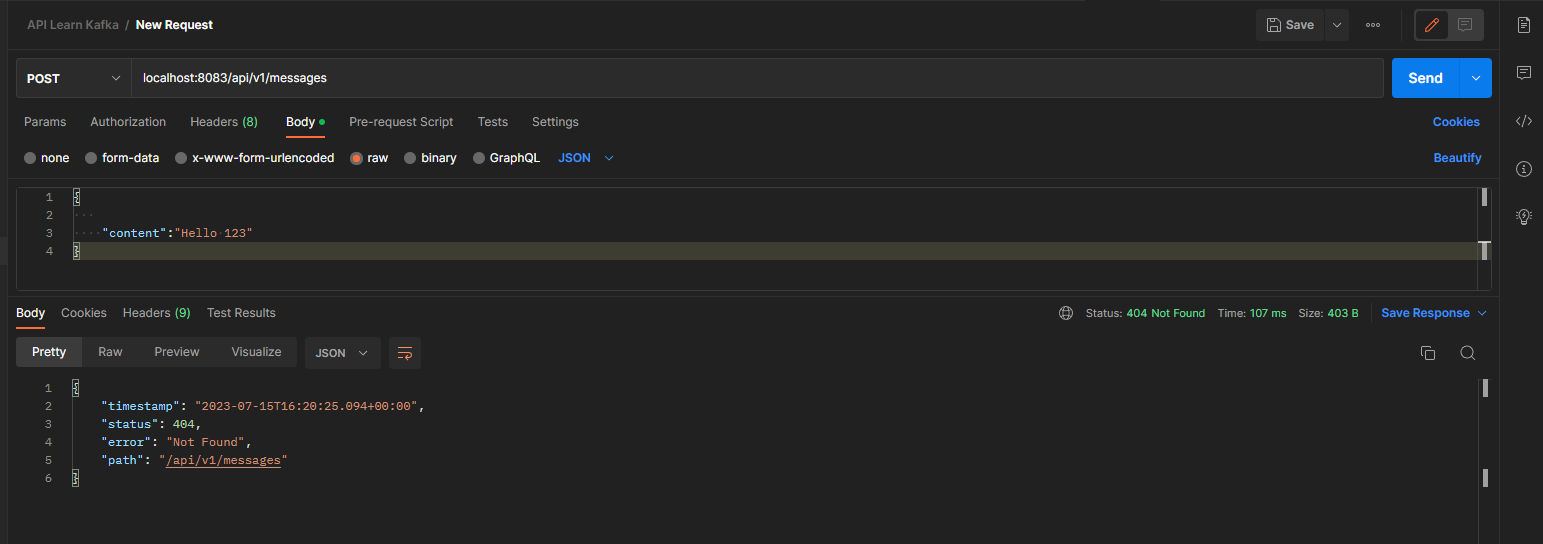 API Learn Kafka / New Request
Save
POST
localhost:8083/api/v1/messages
Send
Params Authorization Headers (8) Body Pre-request Script Tests Settings Cookies
none form-data x-www-form-urlencoded raw binary GraphQL JSON Beautify
1 {
2 ...
3 "content":"Hello 123"
4 }
Body Cookies Headers (9) Test Results Status: 404 Not Found Time: 107 ms Size: 403 B Save Response
Pretty Raw Preview Visualize JSON
1 {
2 "timestamp": "2023-07-15T16:20:25.094+00:00",
3 "status": 404,
4 "error": "Not Found",
5 "path": "/api/v1/messages"
6 }